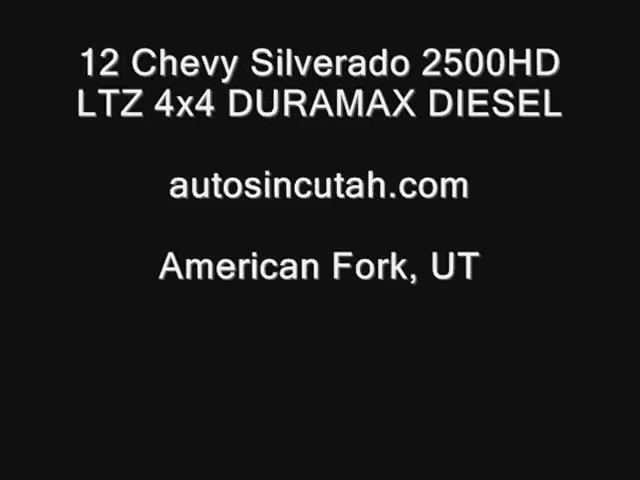 12 Chevy Silverado 2500HD
LTZ 4x4 DURAMAX DIESEL
autosincutah.com
American Fork, UT